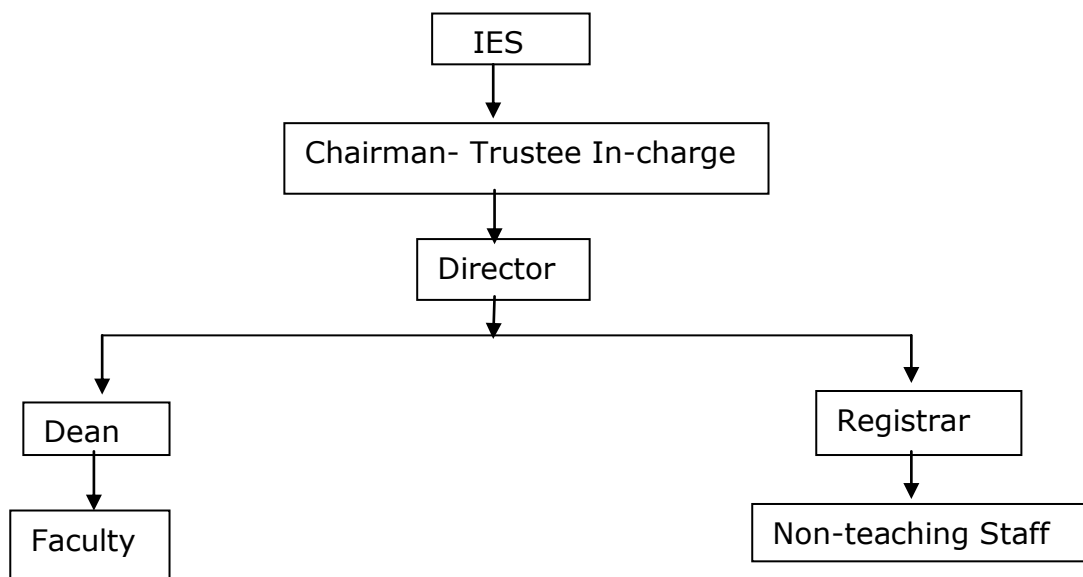 IES
Chairman- Trustee In-charge
Director
Dean
Registrar
Faculty
Non-teaching Staff